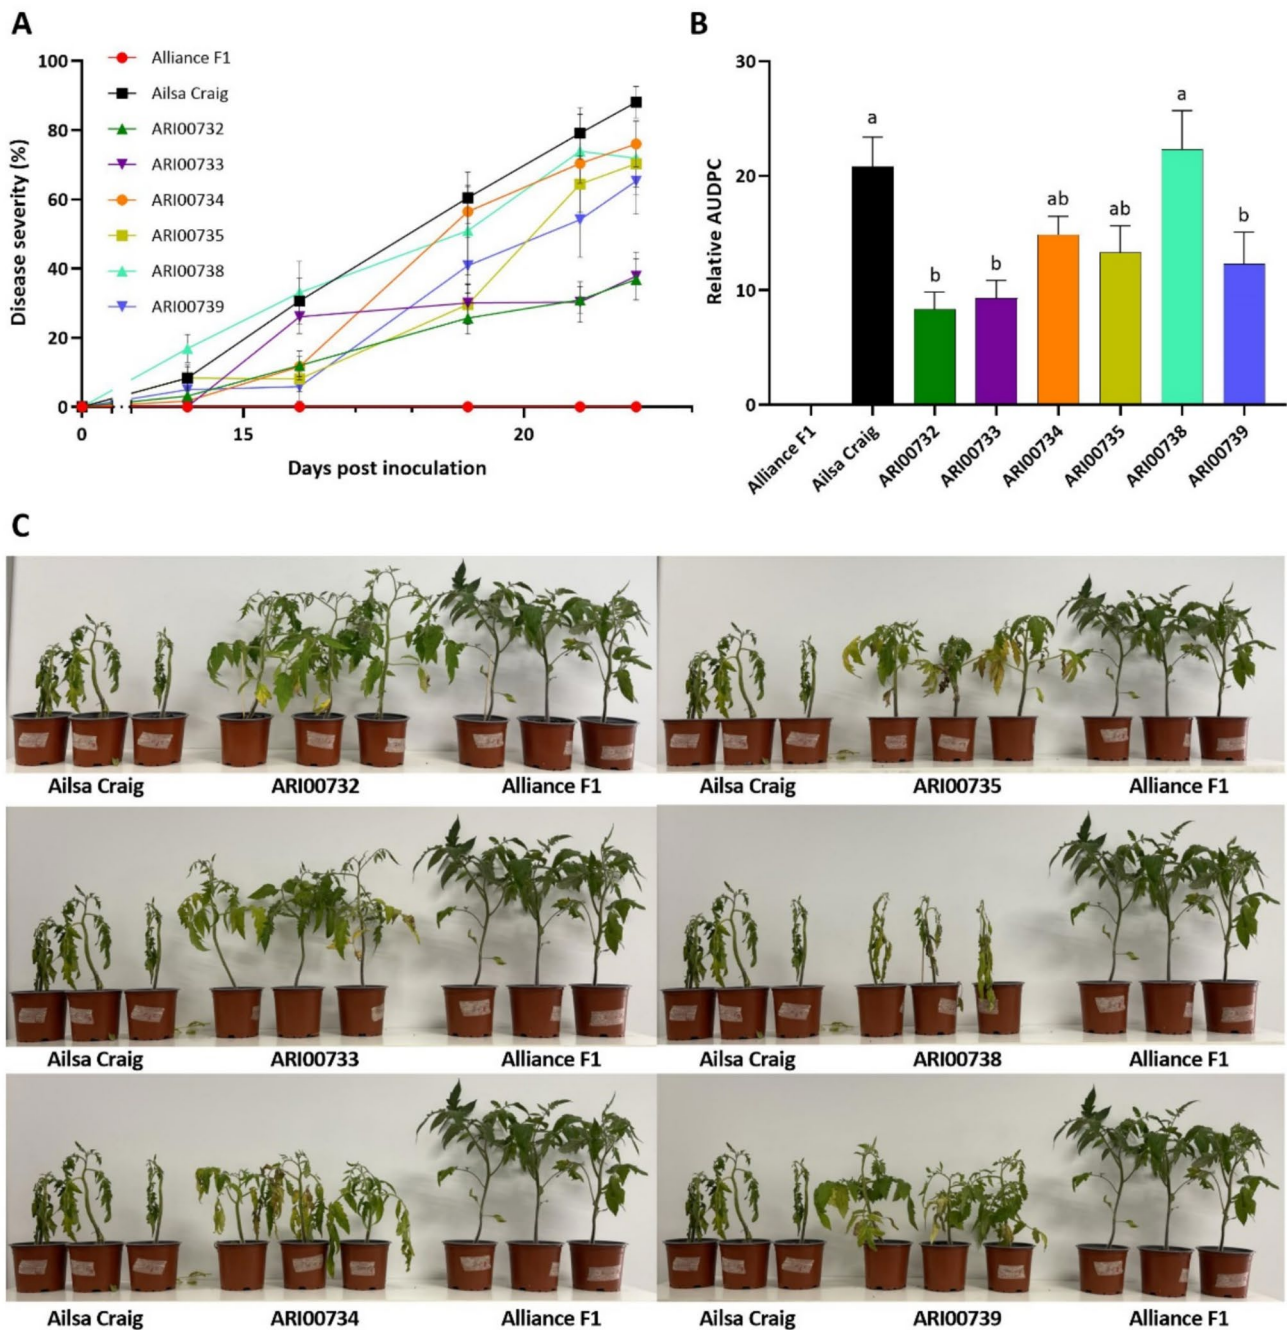 A
100
80
60
40
20
0
Disease severity (%)
0
15
20
Days post inoculation
Alliance F1
Ailsa Craig
ARI00732
ARI00733
ARI00734
ARI00735
ARI00738
ARI00739
B
30
20
10
0
Relative AUDPC
a
b
b
ab
ab
a
b
Alliance F1
Ailsa Craig
ARI00732
ARI00733
ARI00734
ARI00735
ARI00738
ARI00739
C
Ailsa Craig
ARI00732
Alliance F1
Ailsa Craig
ARI00735
Alliance F1
Ailsa Craig
ARI00733
Alliance F1
Ailsa Craig
ARI00738
Alliance F1
Ailsa Craig
ARI00734
Alliance F1
Ailsa Craig
ARI00739
Alliance F1